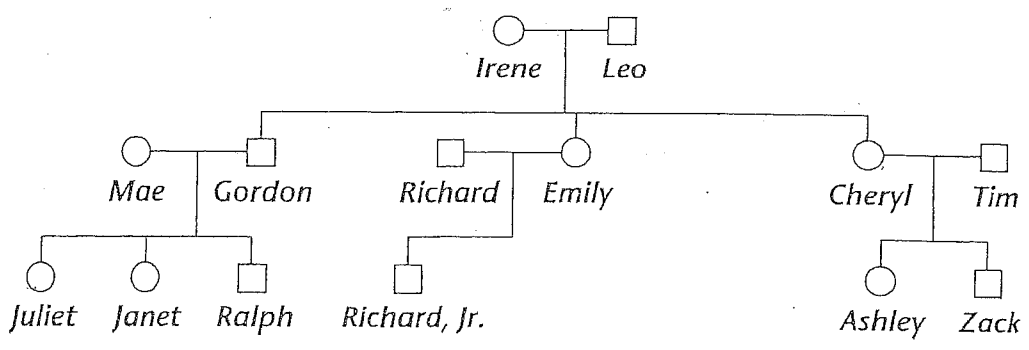 Irene Leo
Mae Gordon Richard Emily Cheryl Tim
Juliet Janet Ralph Richard, Jr. Ashley Zack